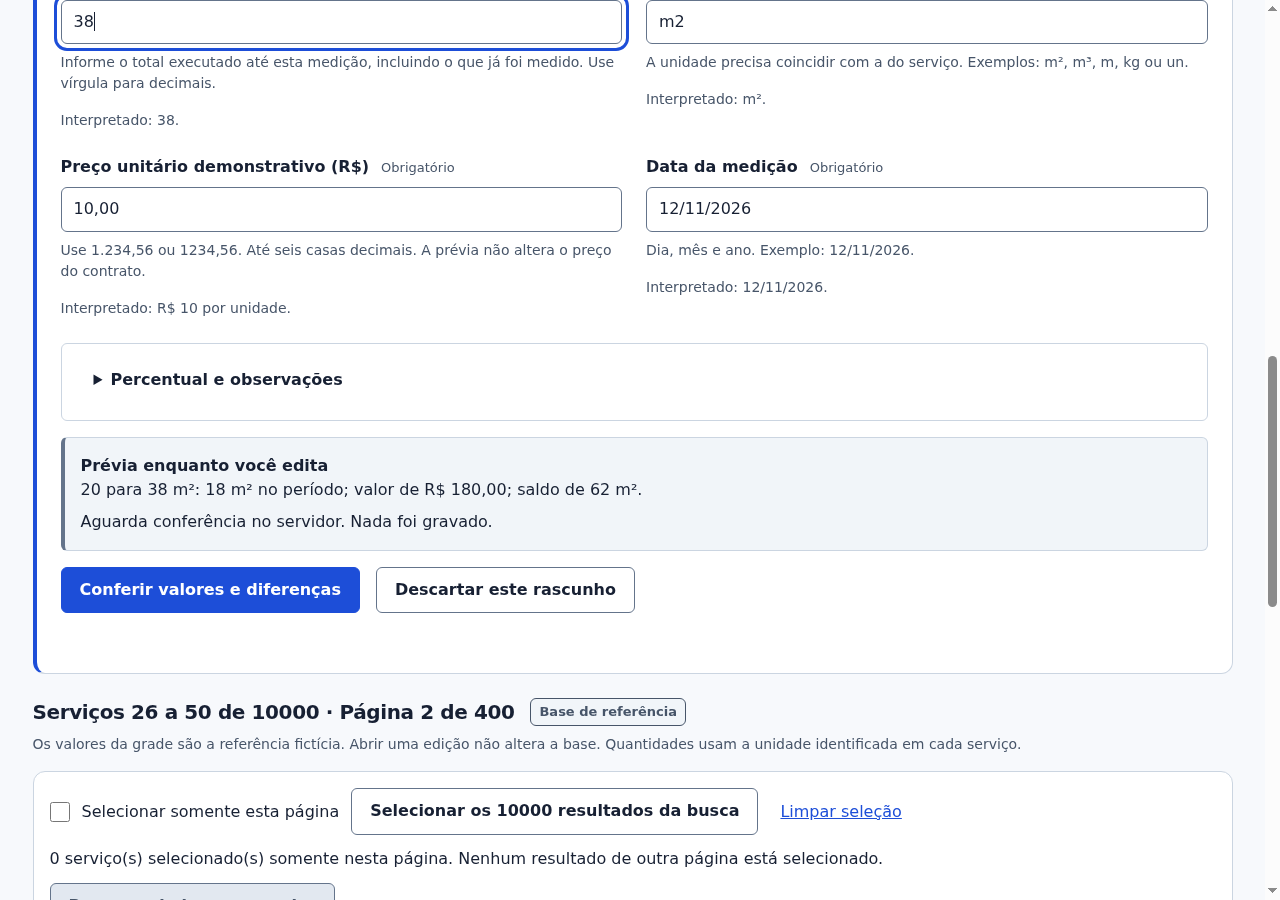 38
m2
Informe o total executado até esta medição, incluindo o que já foi medido. Use
vírgula para decimais.
A unidade precisa coincidir com a do serviço. Exemplos: m², m³, m, kg ou un.
Interpretado: 38.
Interpretado: m².
Preço unitário demonstrativo (R$) Obrigatório
Data da medição Obrigatório
10,00
12/11/2026
Use 1.234,56 ou 1234,56. Até seis casas decimais. A prévia não altera o preço
do contrato.
Dia, mês e ano. Exemplo: 12/11/2026.
Interpretado: R$ 10 por unidade.
Interpretado: 12/11/2026.
Percentual e observações
Prévia enquanto você edita
20 para 38 m²: 18 m² no período; valor de R$ 180,00; saldo de 62 m².
Aguarda conferência no servidor. Nada foi gravado.
Conferir valores e diferenças
Descartar este rascunho
Serviços 26 a 50 de 10000 · Página 2 de 400 Base de referência
Os valores da grade são a referência fictícia. Abrir uma edição não altera a base. Quantidades usam a unidade identificada em cada serviço.
Selecionar somente esta página
Selecionar os 10000 resultados da busca
Limpar seleção
0 serviço(s) selecionado(s) somente nesta página. Nenhum resultado de outra página está selecionado.